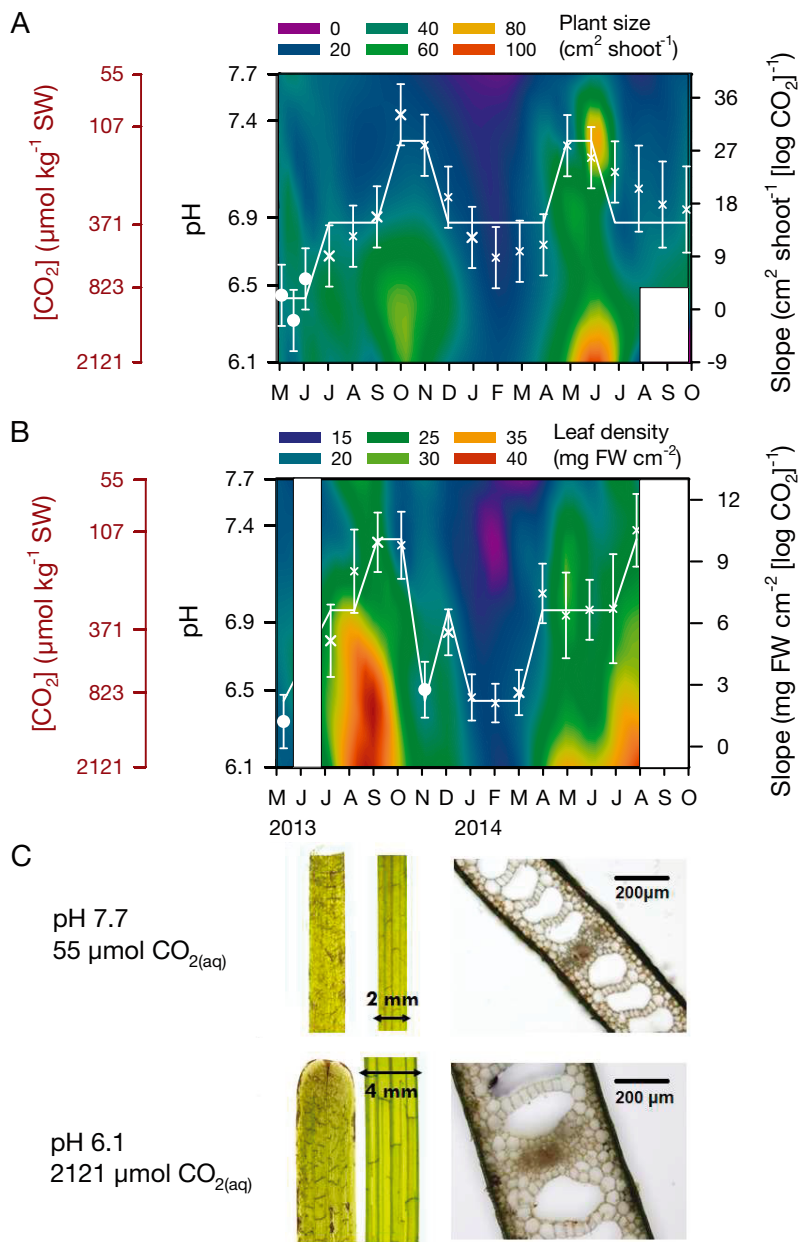 A
0 40 80 Plant size
20 60 100 (cm² shoot⁻¹)
[CO₂] (µmol kg⁻¹ SW)
55
107
371
823
2121
pH
7.7
7.4
6.9
6.5
6.1
36
27
18
9
0
-9
Slope (cm² shoot⁻¹ [log CO₂]⁻¹)
M J J A S O N D J F M A M J J A S O
B
15 25 35 Leaf density
20 30 40 (mg FW cm⁻²)
[CO₂] (µmol kg⁻¹ SW)
55
107
371
823
2121
pH
7.7
7.4
6.9
6.5
6.1
12
9
6
3
0
Slope (mg FW cm⁻² [log CO₂]⁻¹)
M J J A S O N D J F M A M J J A S O
2013 2014
C
pH 7.7
55 µmol CO₂(aq)
2 mm
200µm
pH 6.1
2121 µmol CO₂(aq)
4 mm
200 µm